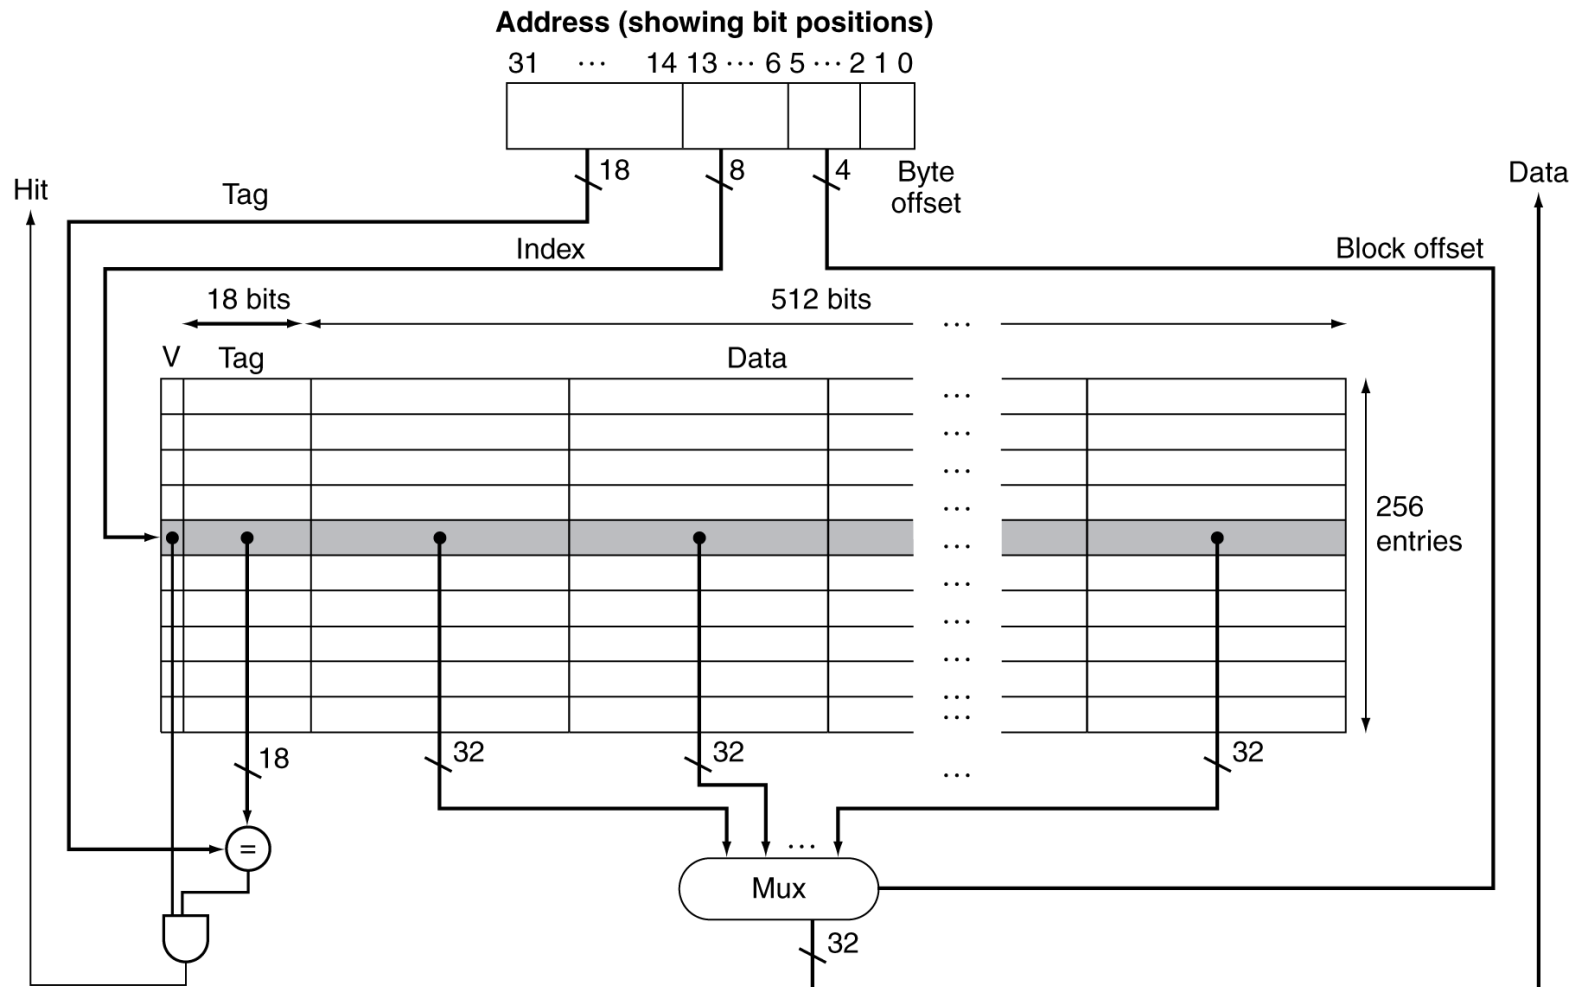 Address (showing bit positions)
31 ··· 14 13 ··· 6 5 ··· 2 1 0
18
8
4
Byte
offset
Hit
Tag
Data
Index
Block offset
18 bits
512 bits
···
V
Tag
Data
···
···
···
···
···
···
···
···
···
···
256
entries
18
32
32
···
32
=
···
Mux
32